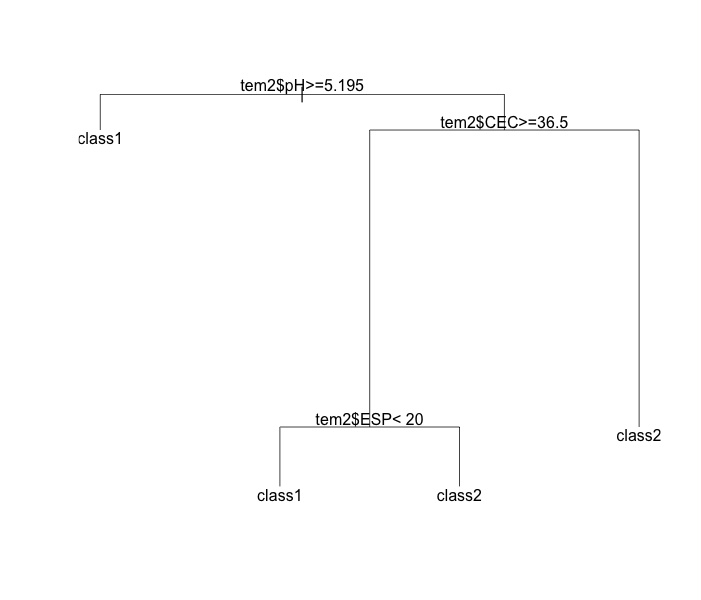 tem2$pH>=5.195
tem2$CEC>=36.5
class1
tem2$ESP< 20
class2
class1
class2